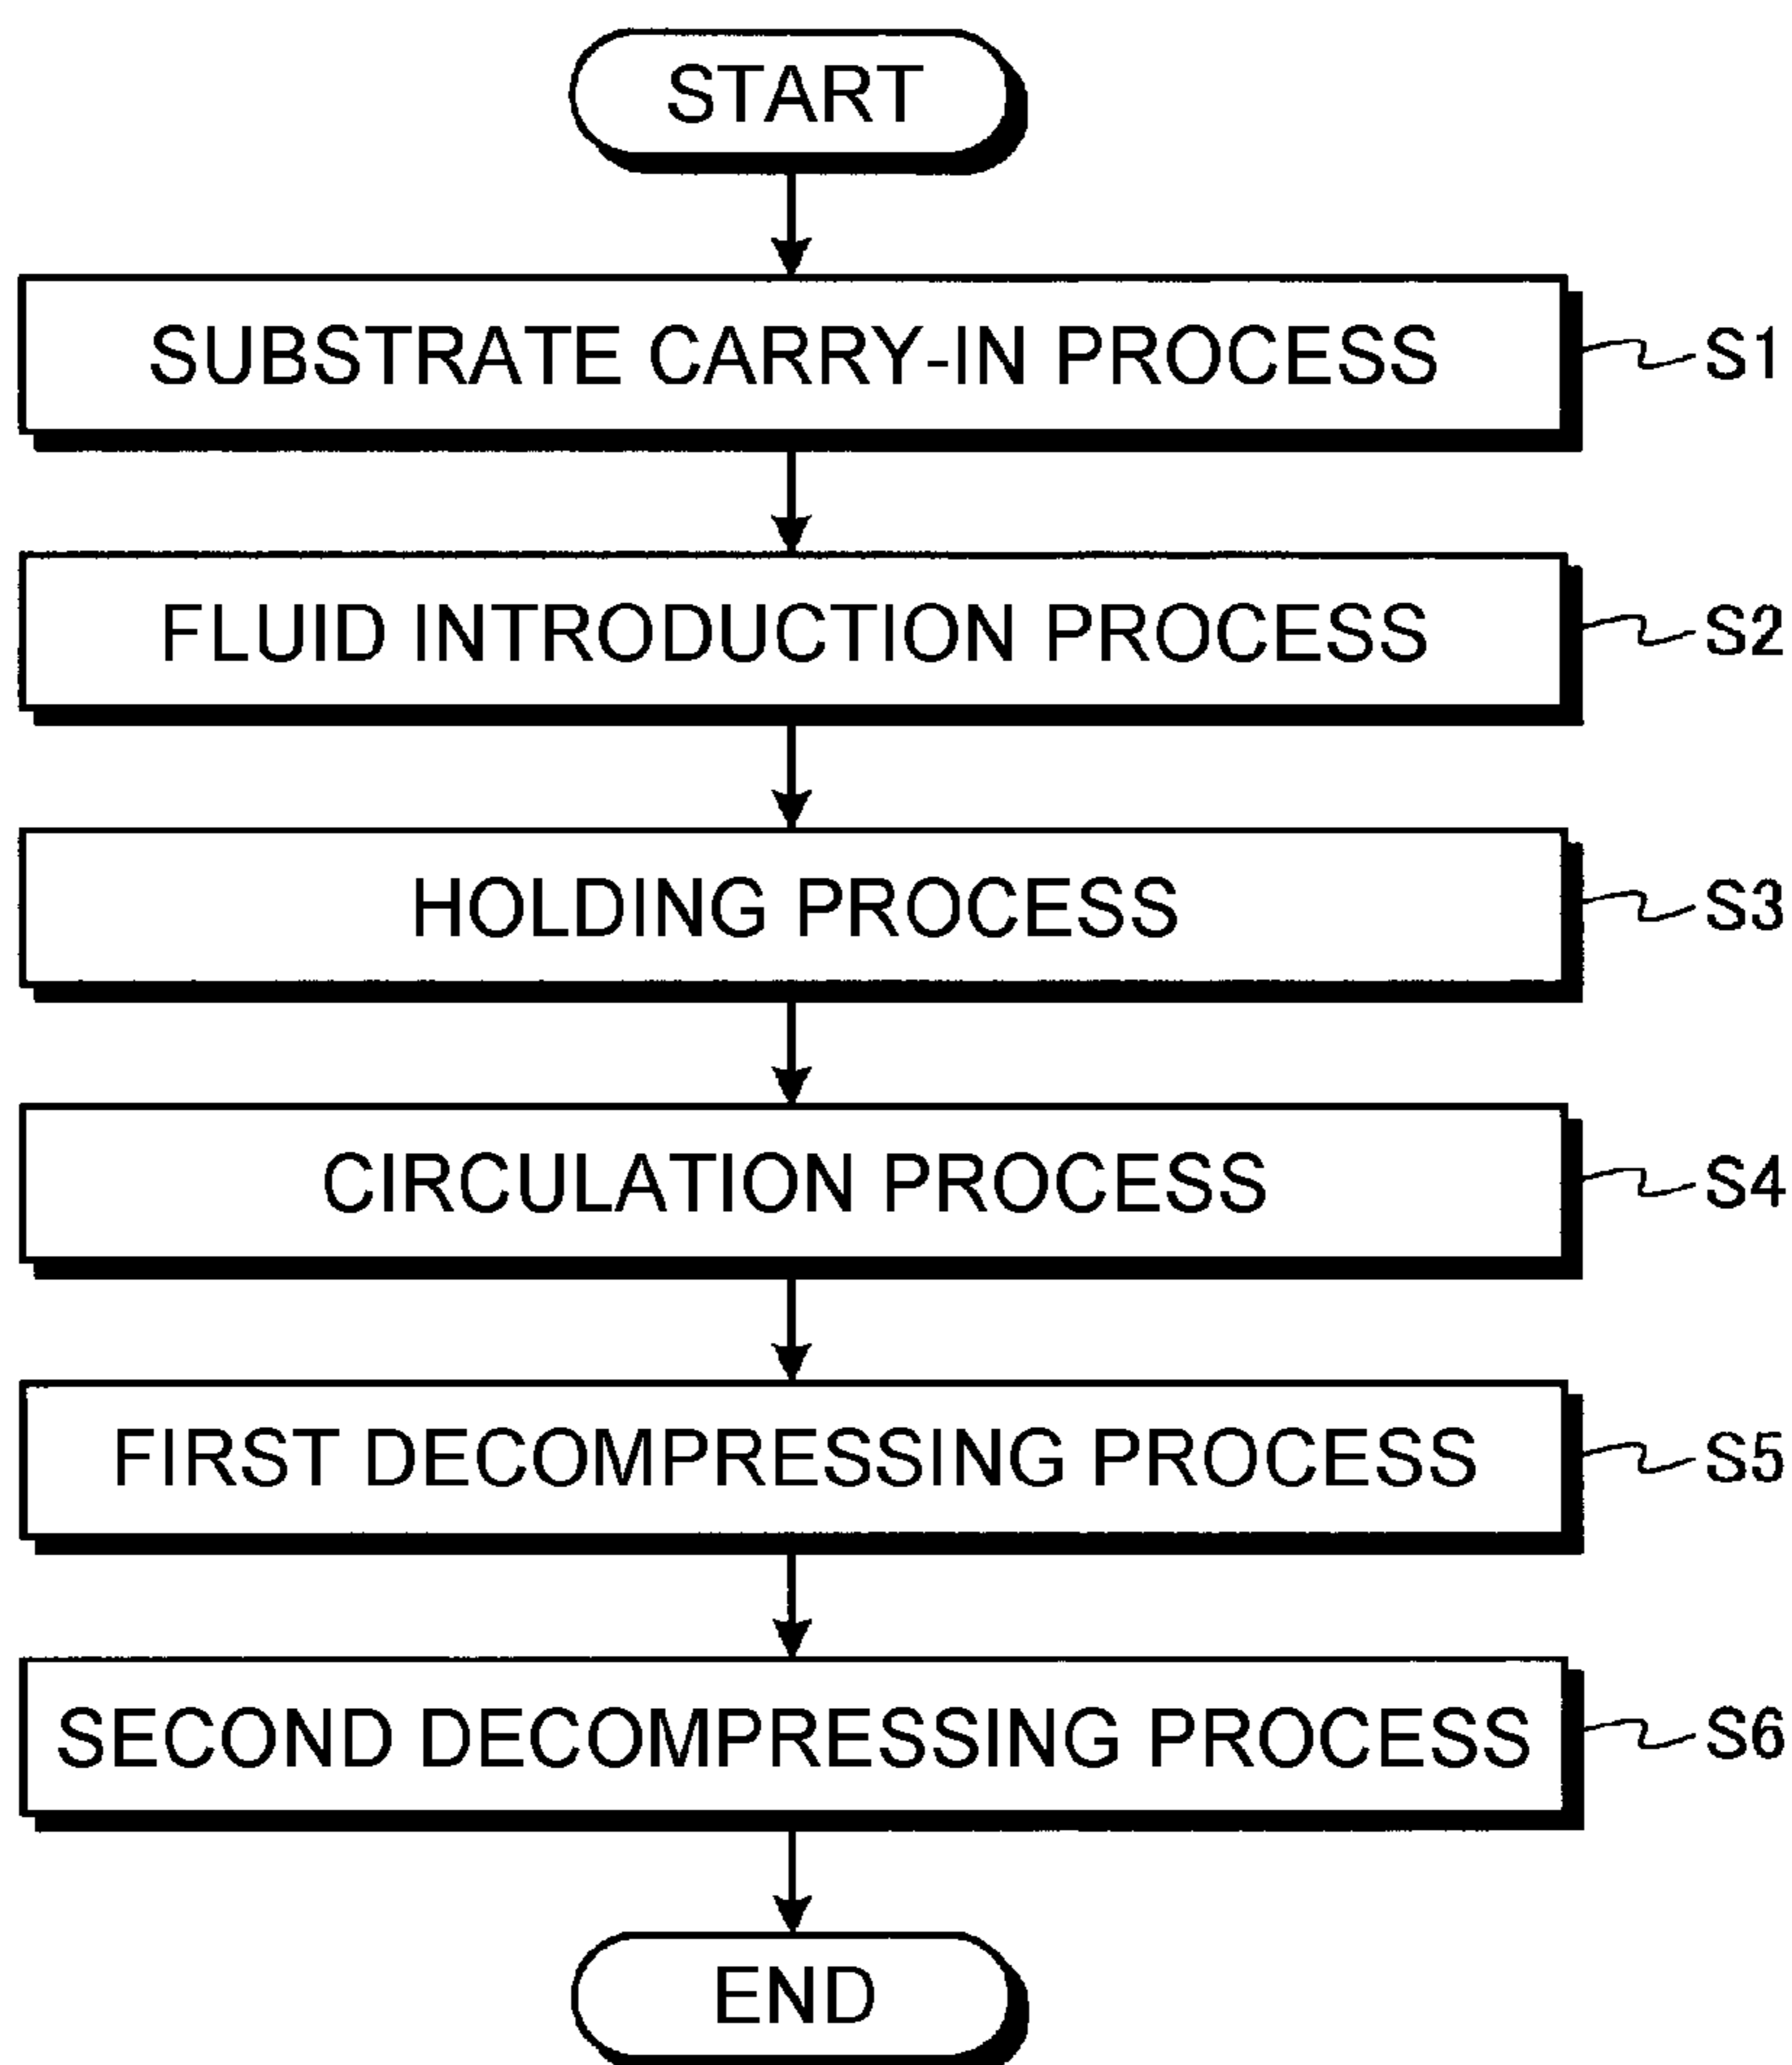 START
SUBSTRATE CARRY-IN PROCESS S1
FLUID INTRODUCTION PROCESS S2
HOLDING PROCESS S3
CIRCULATION PROCESS S4
FIRST DECOMPRESSING PROCESS S5
SECOND DECOMPRESSING PROCESS S6
END